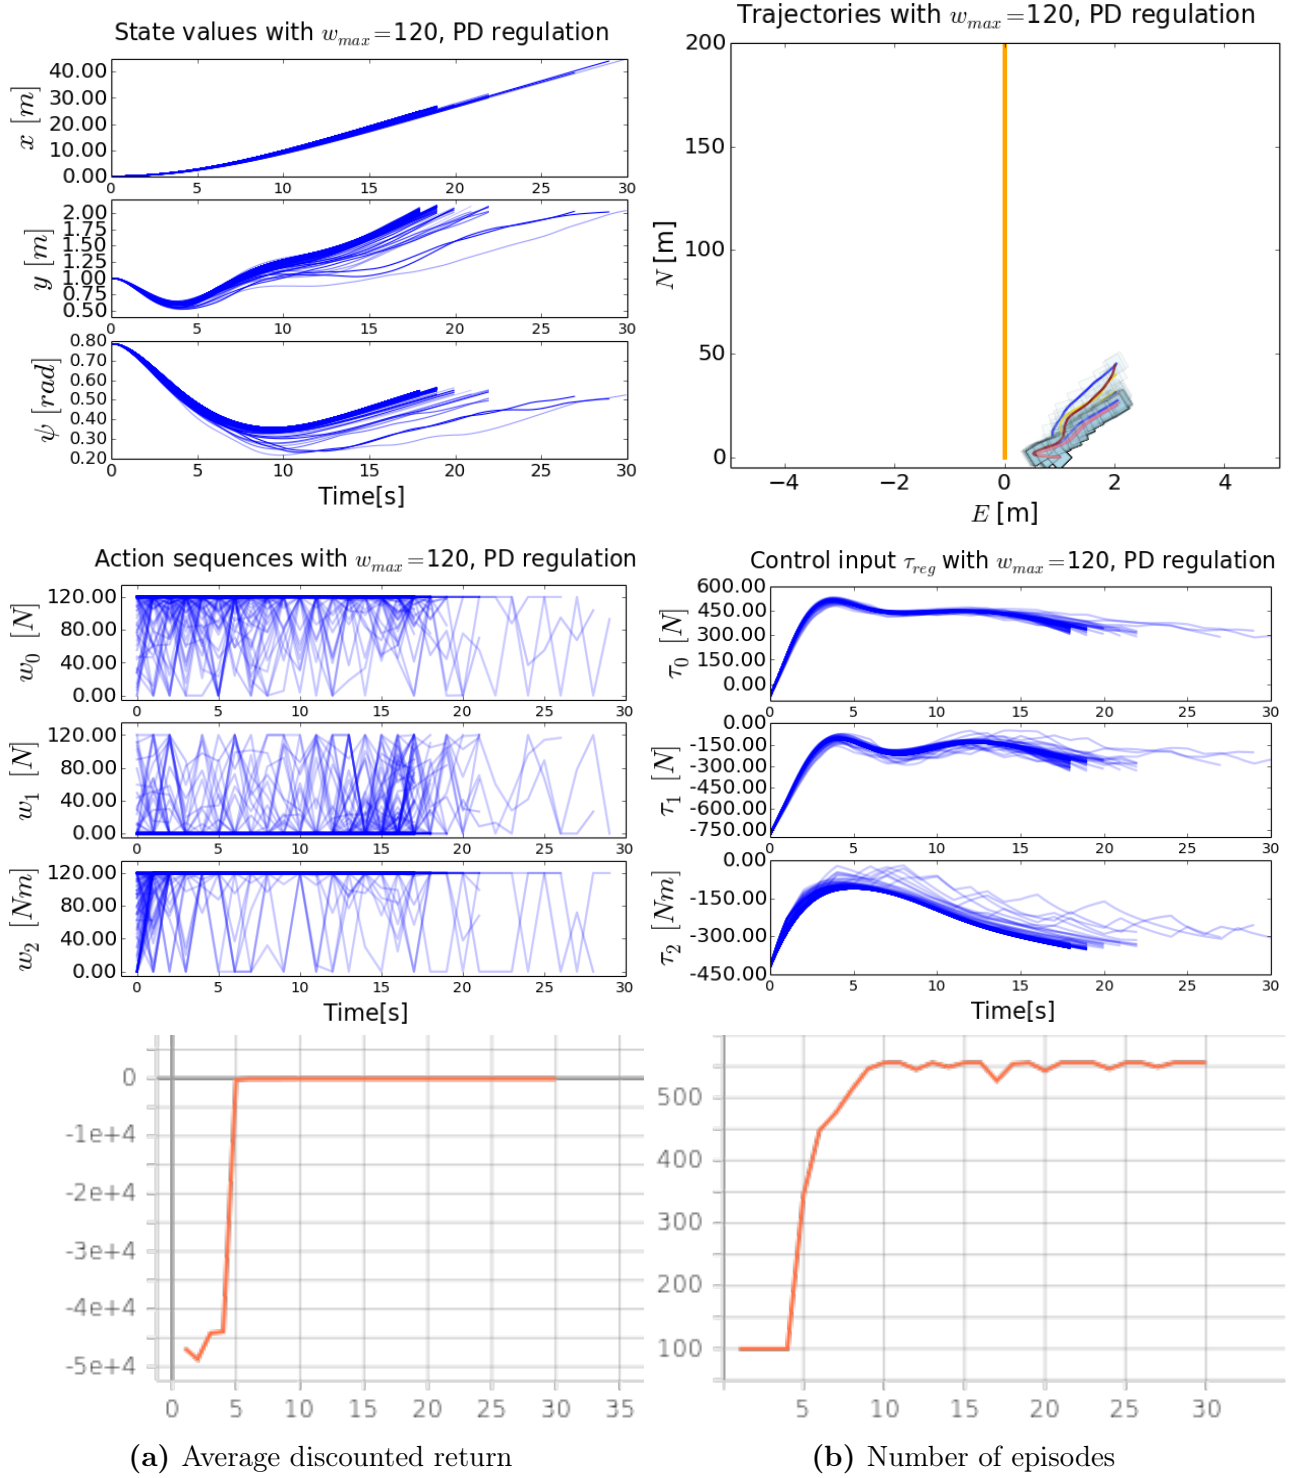 State values with w_max=120, PD regulation
x [m]
40.00
30.00
20.00
10.00
0.00
0 5 10 15 20 25 30
y [m]
2.00
1.75
1.50
1.25
1.00
0.75
0.50
0 5 10 15 20 25 30
ψ [rad]
0.80
0.70
0.60
0.50
0.40
0.30
0.20
0 5 10 15 20 25 30
Time[s]
Trajectories with w_max=120, PD regulation
N [m]
200
150
100
50
0
−4 −2 0 2 4
E [m]
Action sequences with w_max=120, PD regulation
w_0 [N]
120.00
80.00
40.00
0.00
0 5 10 15 20 25 30
w_1 [N]
120.00
80.00
40.00
0.00
0 5 10 15 20 25 30
w_2 [Nm]
120.00
80.00
40.00
0.00
0 5 10 15 20 25 30
Time[s]
Control input τ_reg with w_max=120, PD regulation
τ_0 [N]
600.00
450.00
300.00
150.00
0.00
0 5 10 15 20 25 30
τ_1 [N]
0.00
-150.00
-300.00
-450.00
-600.00
-750.00
0 5 10 15 20 25 30
τ_2 [Nm]
0.00
-150.00
-300.00
-450.00
0 5 10 15 20 25 30
Time[s]
0
-1e+4
-2e+4
-3e+4
-4e+4
-5e+4
0 5 10 15 20 25 30 35
(a) Average discounted return
500
400
300
200
100
0 5 10 15 20 25 30
(b) Number of episodes